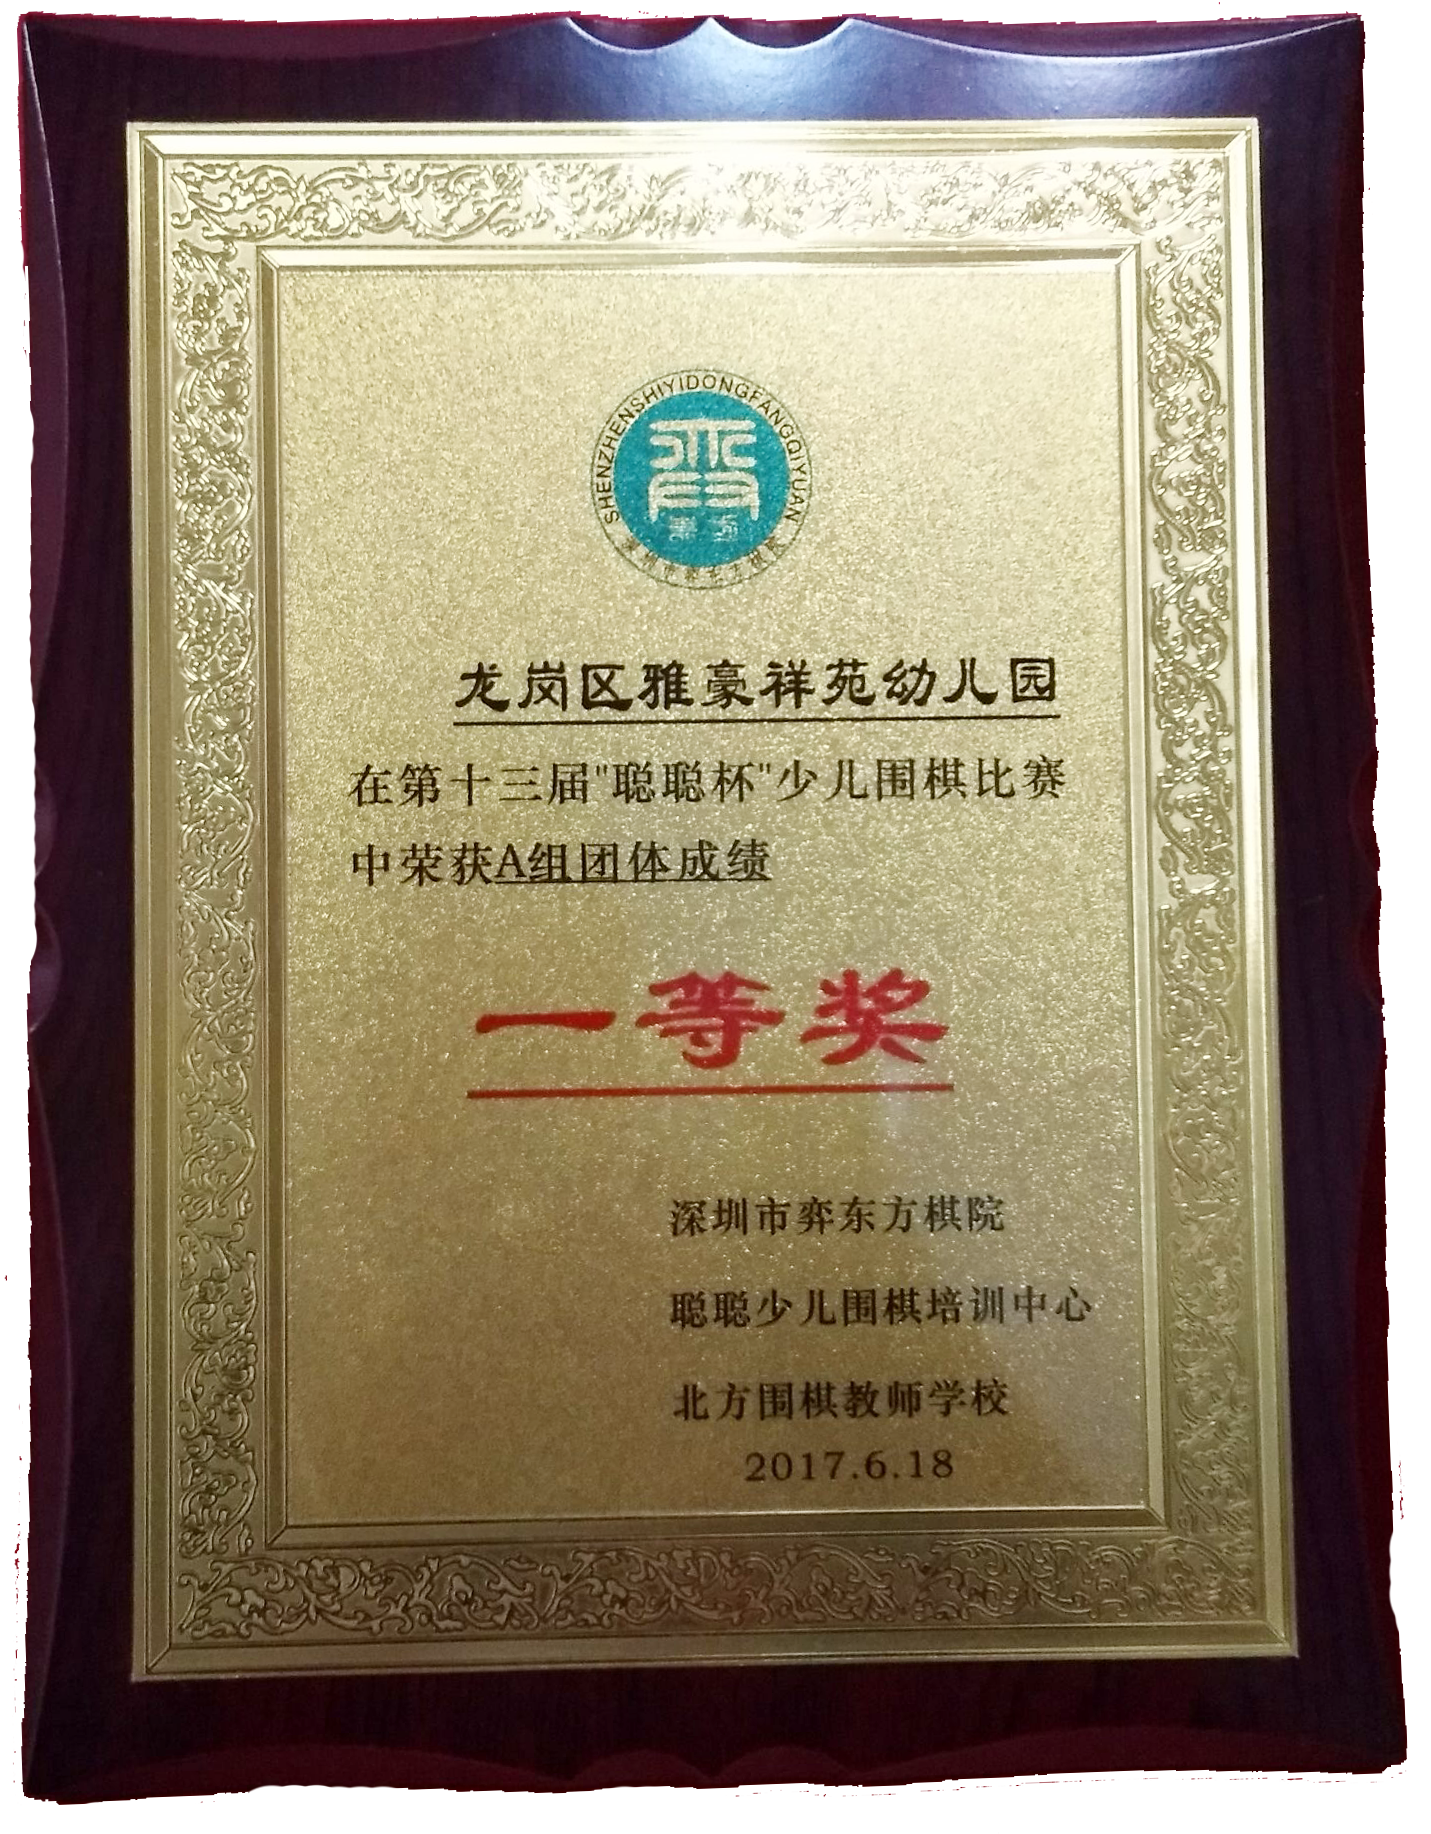 SHENZHENSHIYIDONGFANGQIYUAN
龙岗区雅豪祥苑幼儿园
在第十三届"聪聪杯"少儿围棋比赛
中荣获A组团体成绩
一等奖
深圳市弈东方棋院
聪聪少儿围棋培训中心
北方围棋教师学校
2017.6.18